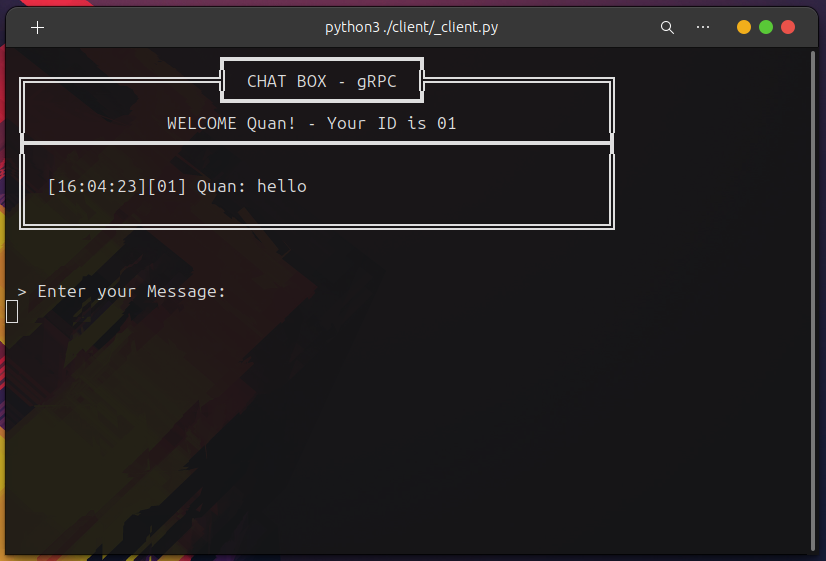 python3 ./client/_client.py
CHAT BOX - gRPC
WELCOME Quan! - Your ID is 01
[16:04:23][01] Quan: hello
> Enter your Message: